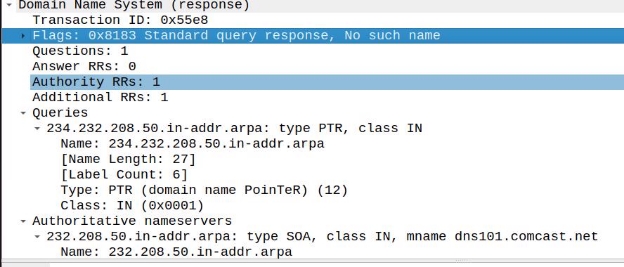 Domain Name System (response)
Transaction ID: 0x55e8
Flags: 0x8183 Standard query response, No such name
Questions: 1
Answer RRs: 0
Authority RRs: 1
Additional RRs: 1
Queries
234.232.208.50.in-addr.arpa: type PTR, class IN
Name: 234.232.208.50.in-addr.arpa
[Name Length: 27]
[Label Count: 6]
Type: PTR (domain name PoinTeR) (12)
Class: IN (0x0001)
Authoritative nameservers
232.208.50.in-addr.arpa: type SOA, class IN, mname dns101.comcast.net
Name: 232.208.50.in-addr.arpa